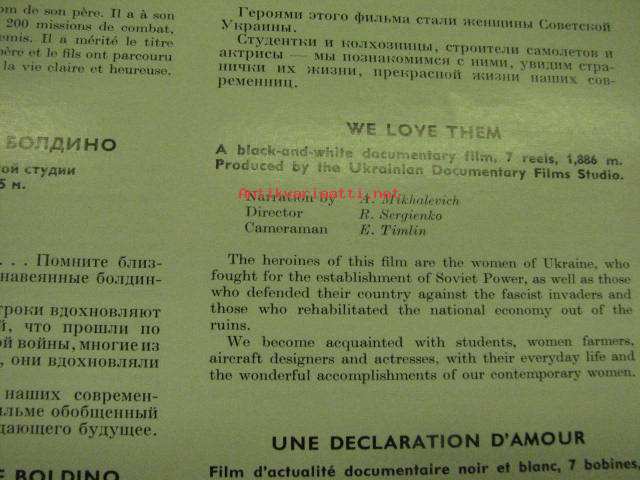 om de son père. Il a à son
200 missions de combat,
emis. Il a mérité le titre
père et le fils ont parcouru
la vie claire et heureuse.
БОЛДИНО
ой студии
5 м.
. . . Помните близ-
навеянные болдин-
троки вдохновляют
й, что прошли по
ой войны, многие из
, они вдохновляли
наших современ-
льме обобщенный
дающего будущее.
E BOLDINO
Героями этого фильма стали женщины Советской
Украины.
Студентки и колхозницы, строители самолетов и
актрисы — мы познакомимся с ними, увидим стра-
нички их жизни, прекрасной жизни наших сов-
ременниц.
WE LOVE THEM
A black-and-white documentary film, 7 reels, 1,886 m.
Produced by the Ukrainian Documentary Films Studio.
Antikvariaatti.net
Narration by A. Mikhalevich
Director R. Sergienko
Cameraman E. Timlin
The heroines of this film are the women of Ukraine, who
fought for the establishment of Soviet Power, as well as those
who defended their country against the fascist invaders and
those who rehabilitated the national economy out of the
ruins.
We become acquainted with students, women farmers,
aircraft designers and actresses, with their everyday life and
the wonderful accomplishments of our contemporary women.
UNE DECLARATION D'AMOUR
Film d'actualité documentaire noir et blanc, 7 bobines,